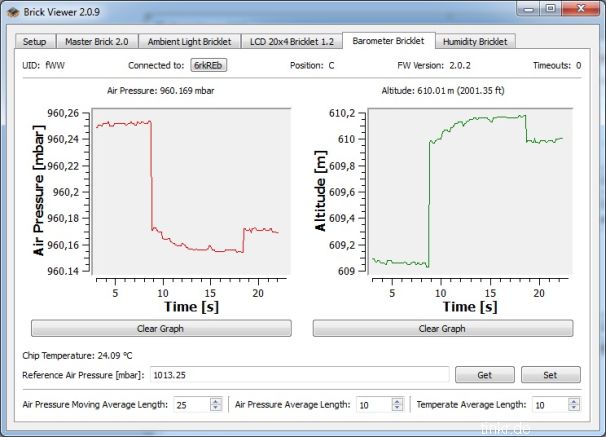 Brick Viewer 2.0.9
Setup Master Brick 2.0 Ambient Light Bricklet LCD 20x4 Bricklet 1.2 Barometer Bricklet Humidity Bricklet
UID: fWW Connected to: 6rkREb Position: C FW Version: 2.0.2 Timeouts: 0
Air Pressure: 960.169 mbar
Air Pressure [mbar]
960,26
960,24
960,22
960,2
960,18
960,16
960,14
5 10 15 20
Time [s]
Clear Graph
Altitude: 610.01 m (2001.35 ft)
Altitude [m]
610,2
610
609,8
609,6
609,4
609,2
609
5 10 15 20
Time [s]
Clear Graph
Chip Temperature: 24.09 °C
Reference Air Pressure [mbar]: 1013.25 Get Set
Air Pressure Moving Average Length: 25 Air Pressure Average Length: 10 Temperate Average Length: 10
tinkr.de